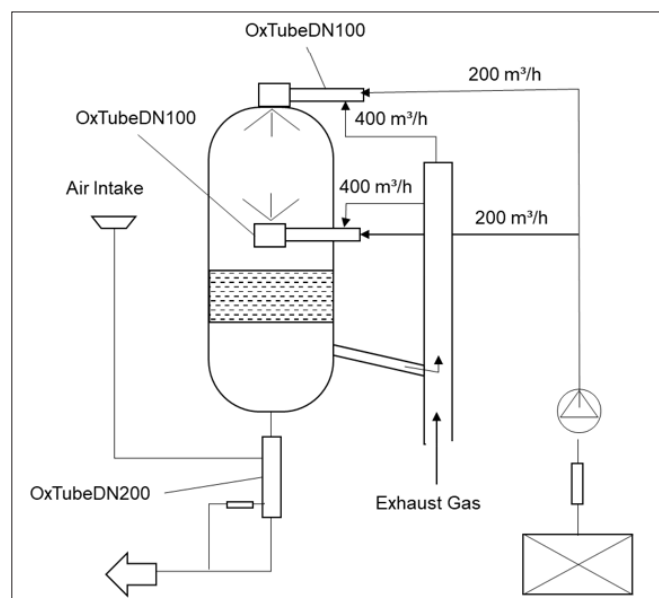 OxTubeDN100
200 m³/h
OxTubeDN100
400 m³/h
Air Intake
400 m³/h
200 m³/h
OxTubeDN200
Exhaust Gas